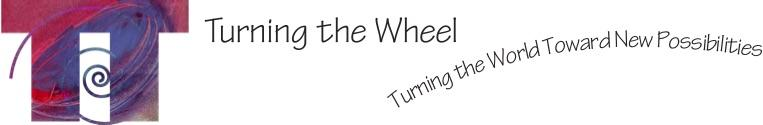 Turning the Wheel
Turning the World Toward New Possibilities